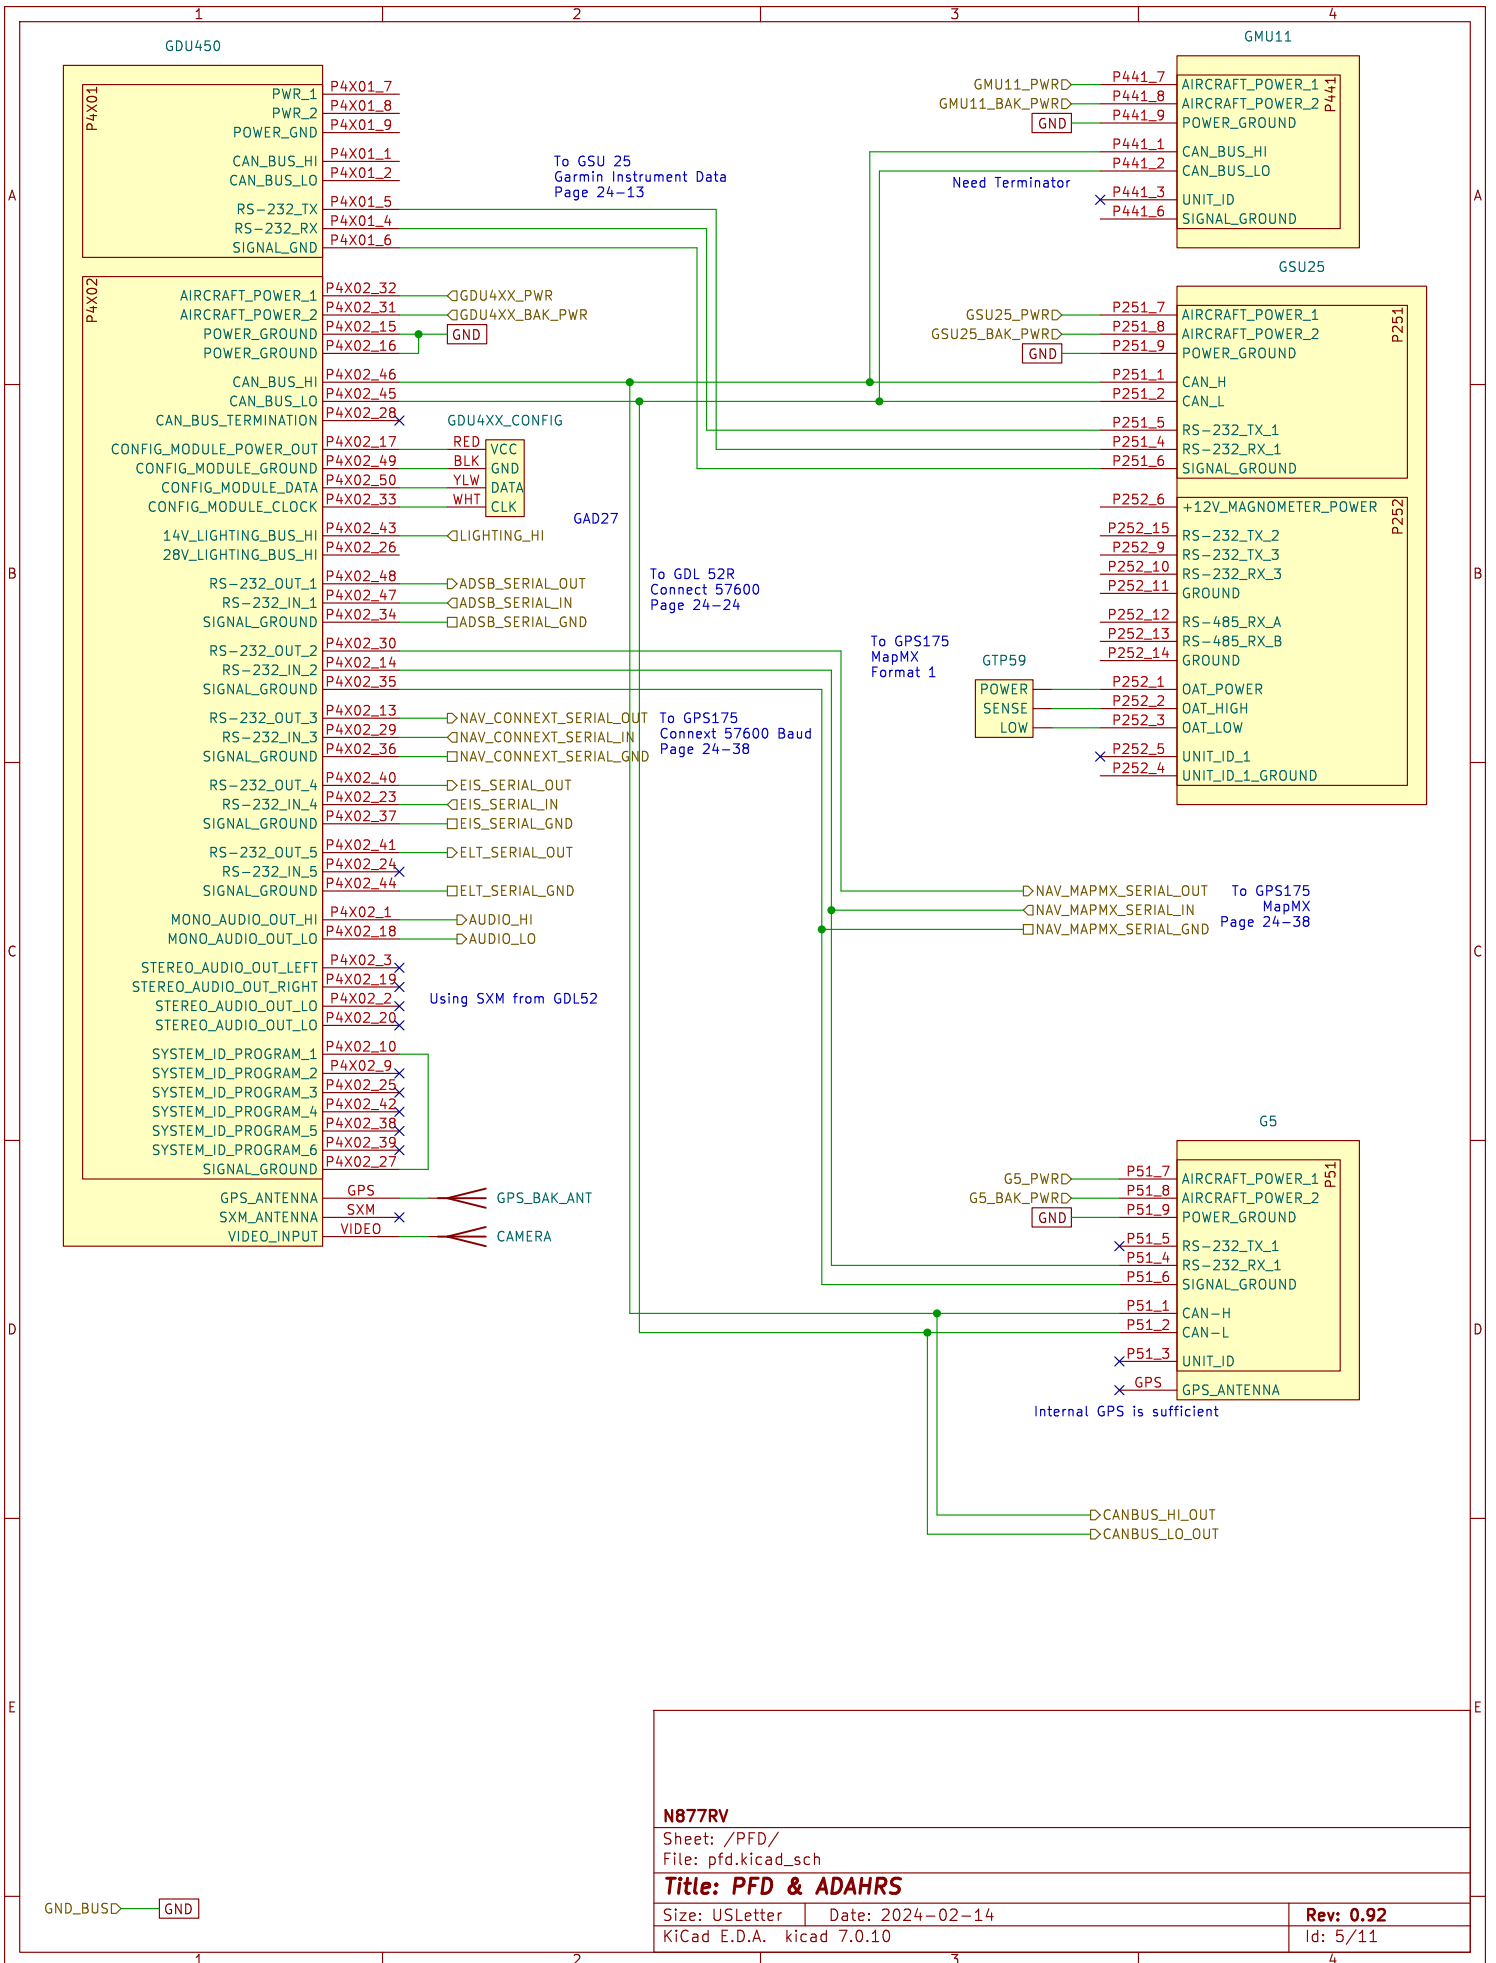 1 2 3 4
GDU450
P4X01
PWR_1 P4X01_7
PWR_2 P4X01_8
POWER_GND P4X01_9
CAN_BUS_HI P4X01_1
CAN_BUS_LO P4X01_2
RS-232_TX P4X01_5
RS-232_RX P4X01_4
SIGNAL_GND P4X01_6
P4X02
AIRCRAFT_POWER_1 P4X02_32 GDU4XX_PWR
AIRCRAFT_POWER_2 P4X02_31 GDU4XX_BAK_PWR
POWER_GROUND P4X02_15 GND
POWER_GROUND P4X02_16
CAN_BUS_HI P4X02_46
CAN_BUS_LO P4X02_45
CAN_BUS_TERMINATION P4X02_28
GDU4XX_CONFIG
CONFIG_MODULE_POWER_OUT P4X02_17 RED VCC
CONFIG_MODULE_GROUND P4X02_49 BLK GND
CONFIG_MODULE_DATA P4X02_50 YLW DATA
CONFIG_MODULE_CLOCK P4X02_33 WHT CLK
GAD27
14V_LIGHTING_BUS_HI P4X02_43 LIGHTING_HI
28V_LIGHTING_BUS_HI P4X02_26
RS-232_OUT_1 P4X02_48 ADSB_SERIAL_OUT
RS-232_IN_1 P4X02_47 ADSB_SERIAL_IN
SIGNAL_GROUND P4X02_34 ADSB_SERIAL_GND
RS-232_OUT_2 P4X02_30
RS-232_IN_2 P4X02_14
SIGNAL_GROUND P4X02_35
RS-232_OUT_3 P4X02_13 NAV_CONNEXT_SERIAL_OUT
RS-232_IN_3 P4X02_29 NAV_CONNEXT_SERIAL_IN
SIGNAL_GROUND P4X02_36 NAV_CONNEXT_SERIAL_GND
RS-232_OUT_4 P4X02_40 EIS_SERIAL_OUT
RS-232_IN_4 P4X02_23 EIS_SERIAL_IN
SIGNAL_GROUND P4X02_37 EIS_SERIAL_GND
RS-232_OUT_5 P4X02_41 ELT_SERIAL_OUT
RS-232_IN_5 P4X02_24
SIGNAL_GROUND P4X02_44 ELT_SERIAL_GND
MONO_AUDIO_OUT_HI P4X02_1 AUDIO_HI
MONO_AUDIO_OUT_LO P4X02_18 AUDIO_LO
STEREO_AUDIO_OUT_LEFT P4X02_3
STEREO_AUDIO_OUT_RIGHT P4X02_19
STEREO_AUDIO_OUT_LO P4X02_2
STEREO_AUDIO_OUT_LO P4X02_20
Using SXM from GDL52
SYSTEM_ID_PROGRAM_1 P4X02_10
SYSTEM_ID_PROGRAM_2 P4X02_9
SYSTEM_ID_PROGRAM_3 P4X02_25
SYSTEM_ID_PROGRAM_4 P4X02_42
SYSTEM_ID_PROGRAM_5 P4X02_38
SYSTEM_ID_PROGRAM_6 P4X02_39
SIGNAL_GROUND P4X02_27
GPS_ANTENNA GPS GPS_BAK_ANT
SXM_ANTENNA SXM
VIDEO_INPUT VIDEO CAMERA
To GSU 25
Garmin Instrument Data
Page 24-13
To GDL 52R
Connect 57600
Page 24-24
To GPS175
Connext 57600 Baud
Page 24-38
To GPS175
MapMX
Format 1
GMU11
P441
GMU11_PWR P441_7 AIRCRAFT_POWER_1
GMU11_BAK_PWR P441_8 AIRCRAFT_POWER_2
GND P441_9 POWER_GROUND
P441_1 CAN_BUS_HI
P441_2 CAN_BUS_LO
Need Terminator
P441_3 UNIT_ID
P441_6 SIGNAL_GROUND
GSU25
P251
GSU25_PWR P251_7 AIRCRAFT_POWER_1
GSU25_BAK_PWR P251_8 AIRCRAFT_POWER_2
GND P251_9 POWER_GROUND
P251_1 CAN_H
P251_2 CAN_L
P251_5 RS-232_TX_1
P251_4 RS-232_RX_1
P251_6 SIGNAL_GROUND
P252
P252_6 +12V_MAGNOMETER_POWER
P252_15 RS-232_TX_2
P252_9 RS-232_TX_3
P252_10 RS-232_RX_3
P252_11 GROUND
P252_12 RS-485_RX_A
P252_13 RS-485_RX_B
P252_14 GROUND
GTP59
POWER P252_1 OAT_POWER
SENSE P252_2 OAT_HIGH
LOW P252_3 OAT_LOW
P252_5 UNIT_ID_1
P252_4 UNIT_ID_1_GROUND
NAV_MAPMX_SERIAL_OUT
NAV_MAPMX_SERIAL_IN
NAV_MAPMX_SERIAL_GND
To GPS175
MapMX
Page 24-38
G5
P51
G5_PWR P51_7 AIRCRAFT_POWER_1
G5_BAK_PWR P51_8 AIRCRAFT_POWER_2
GND P51_9 POWER_GROUND
P51_5 RS-232_TX_1
P51_4 RS-232_RX_1
P51_6 SIGNAL_GROUND
P51_1 CAN-H
P51_2 CAN-L
P51_3 UNIT_ID
GPS GPS_ANTENNA
Internal GPS is sufficient
CANBUS_HI_OUT
CANBUS_LO_OUT
A A
B B
C C
D D
E E
GND_BUS GND
N877RV
Sheet: /PFD/
File: pfd.kicad_sch
Title: PFD & ADAHRS
Size: USLetter Date: 2024-02-14 Rev: 0.92
KiCad E.D.A. kicad 7.0.10 Id: 5/11
1 2 3 4